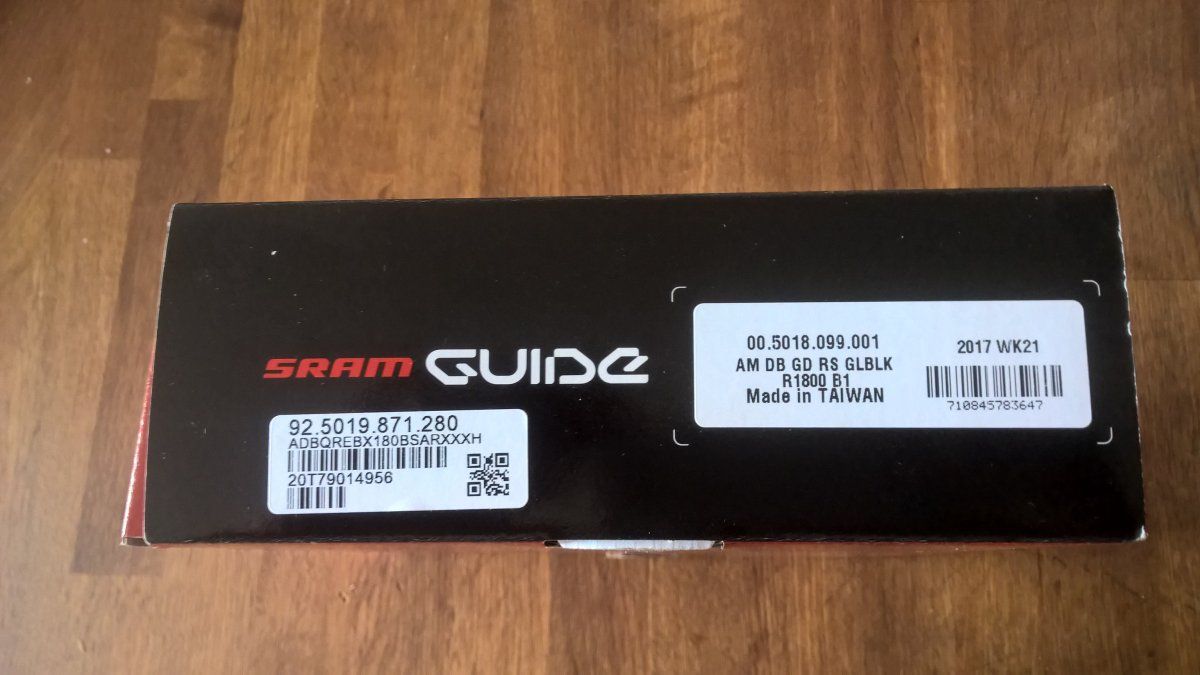 SRAM GUIDE
92.5019.871.280
ADBQREBX180BSARXXXH
20T79014956
00.5018.099.001
AM DB GD RS GLBLK
R1800 B1
Made in TAIWAN
2017 WK21
710845783647